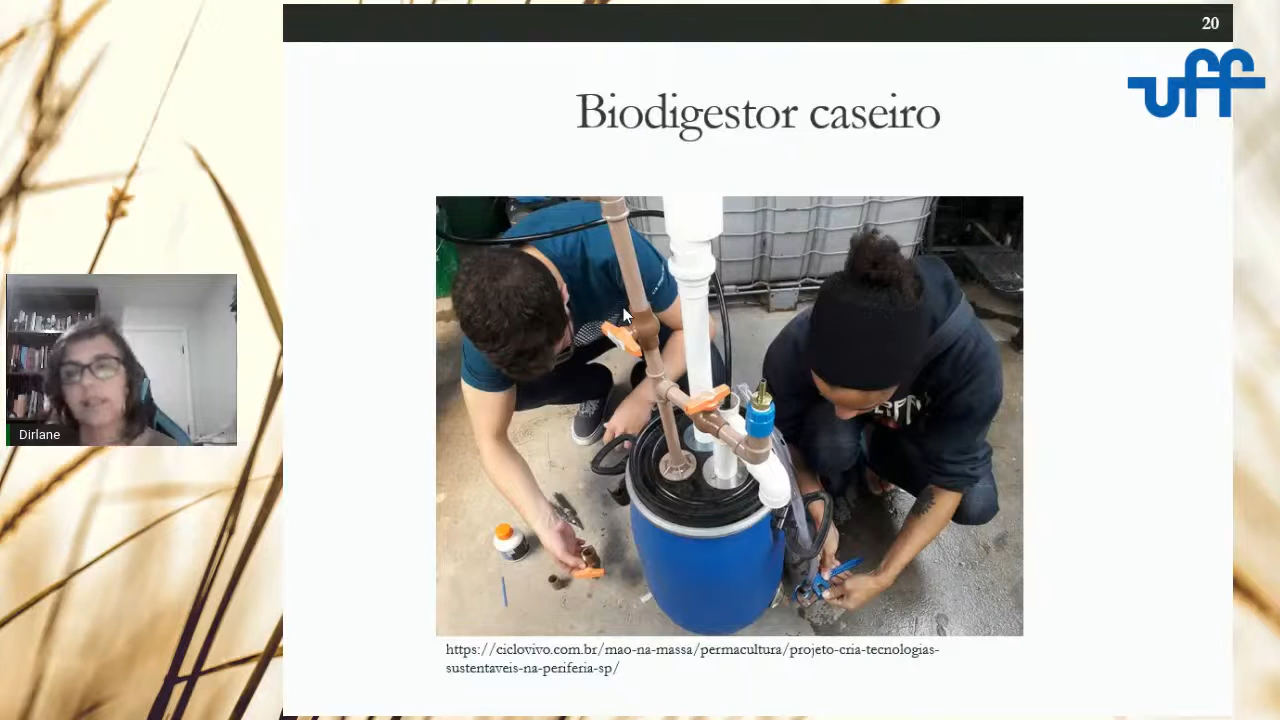 20
uff
Biodigestor caseiro
Dirlane
https://ciclovivo.com.br/mao-na-massa/permacultura/projeto-cria-tecnologias-
sustentaveis-na-periferia-sp/